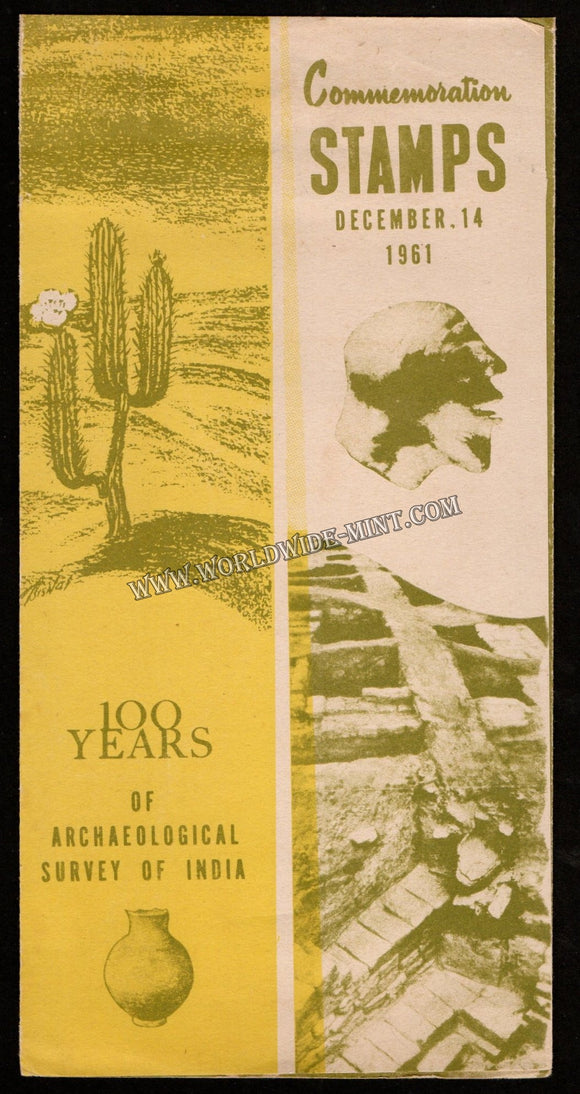 Commemoration
STAMPS
DECEMBER.14
1961
WWW.WORLDWIDE-MINT.COM
100
YEARS
OF
ARCHAEOLOGICAL
SURVEY OF INDIA